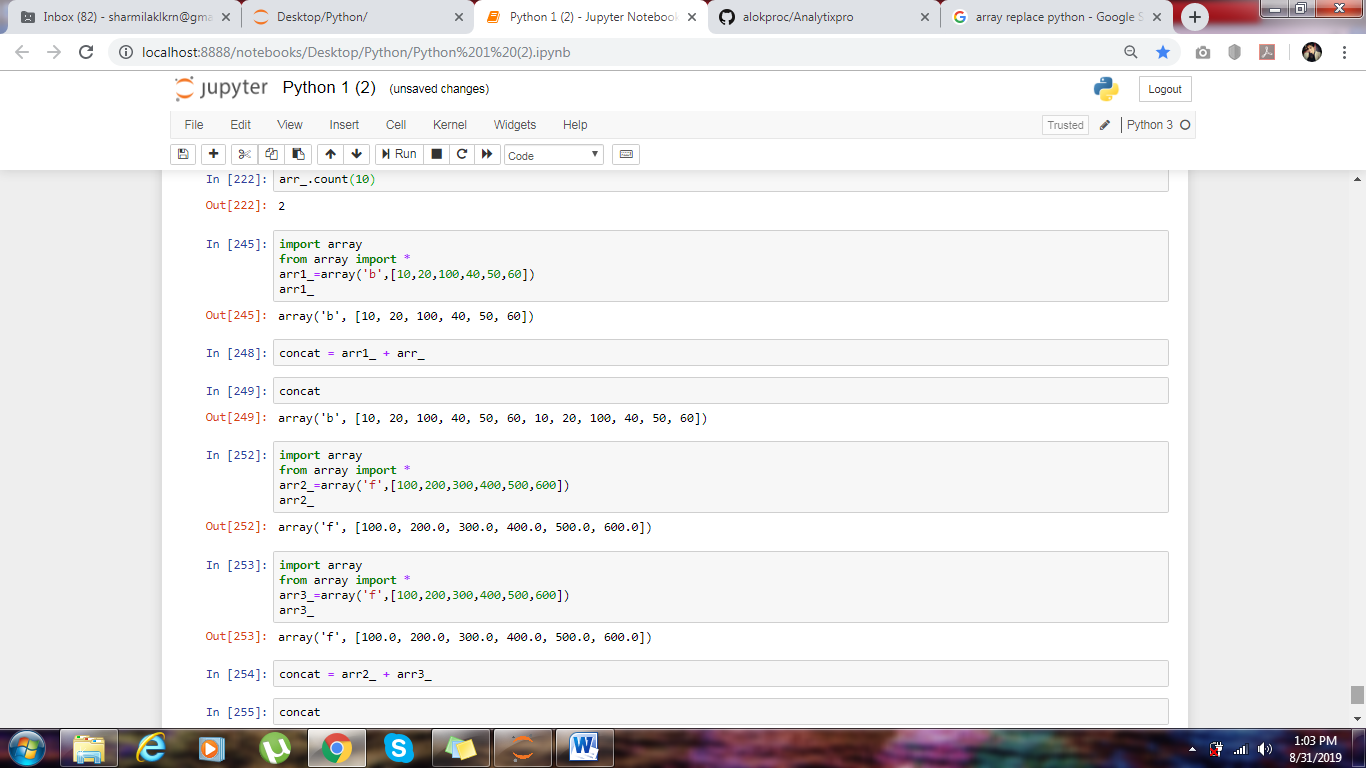 Inbox (82) - sharmilaklkrn@gma
Desktop/Python/
Python 1 (2) - Jupyter Notebook
alokproc/Analytixpro
array replace python - Google S
localhost:8888/notebooks/Desktop/Python/Python%201%20(2).ipynb
jupyter Python 1 (2) (unsaved changes)
Logout
File Edit View Insert Cell Kernel Widgets Help
Trusted Python 3
Run Code
In [222]: arr_.count(10)
Out[222]: 2
In [245]: import array
from array import *
arr1_=array('b',[10,20,100,40,50,60])
arr1_
Out[245]: array('b', [10, 20, 100, 40, 50, 60])
In [248]: concat = arr1_ + arr_
In [249]: concat
Out[249]: array('b', [10, 20, 100, 40, 50, 60, 10, 20, 100, 40, 50, 60])
In [252]: import array
from array import *
arr2_=array('f',[100,200,300,400,500,600])
arr2_
Out[252]: array('f', [100.0, 200.0, 300.0, 400.0, 500.0, 600.0])
In [253]: import array
from array import *
arr3_=array('f',[100,200,300,400,500,600])
arr3_
Out[253]: array('f', [100.0, 200.0, 300.0, 400.0, 500.0, 600.0])
In [254]: concat = arr2_ + arr3_
In [255]: concat
1:03 PM
8/31/2019